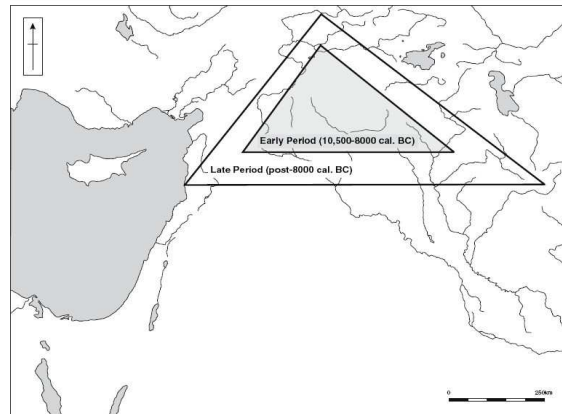 Early Period (10,500-8000 cal. BC)
Late Period (post-8000 cal. BC)
0 250km